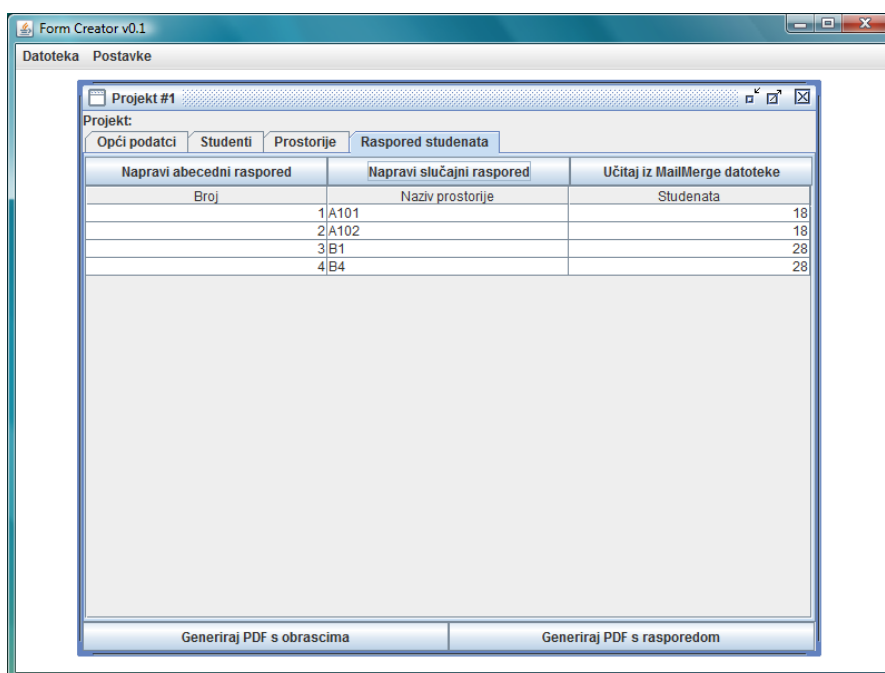 Form Creator v0.1
Datoteka Postavke
Projekt #1
Projekt:
Opći podatci Studenti Prostorije Raspored studenata
Napravi abecedni raspored Napravi slučajni raspored Učitaj iz MailMerge datoteke
Broj Naziv prostorije Studenata
1 A101 18
2 A102 18
3 B1 28
4 B4 28
Generiraj PDF s obrascima Generiraj PDF s rasporedom